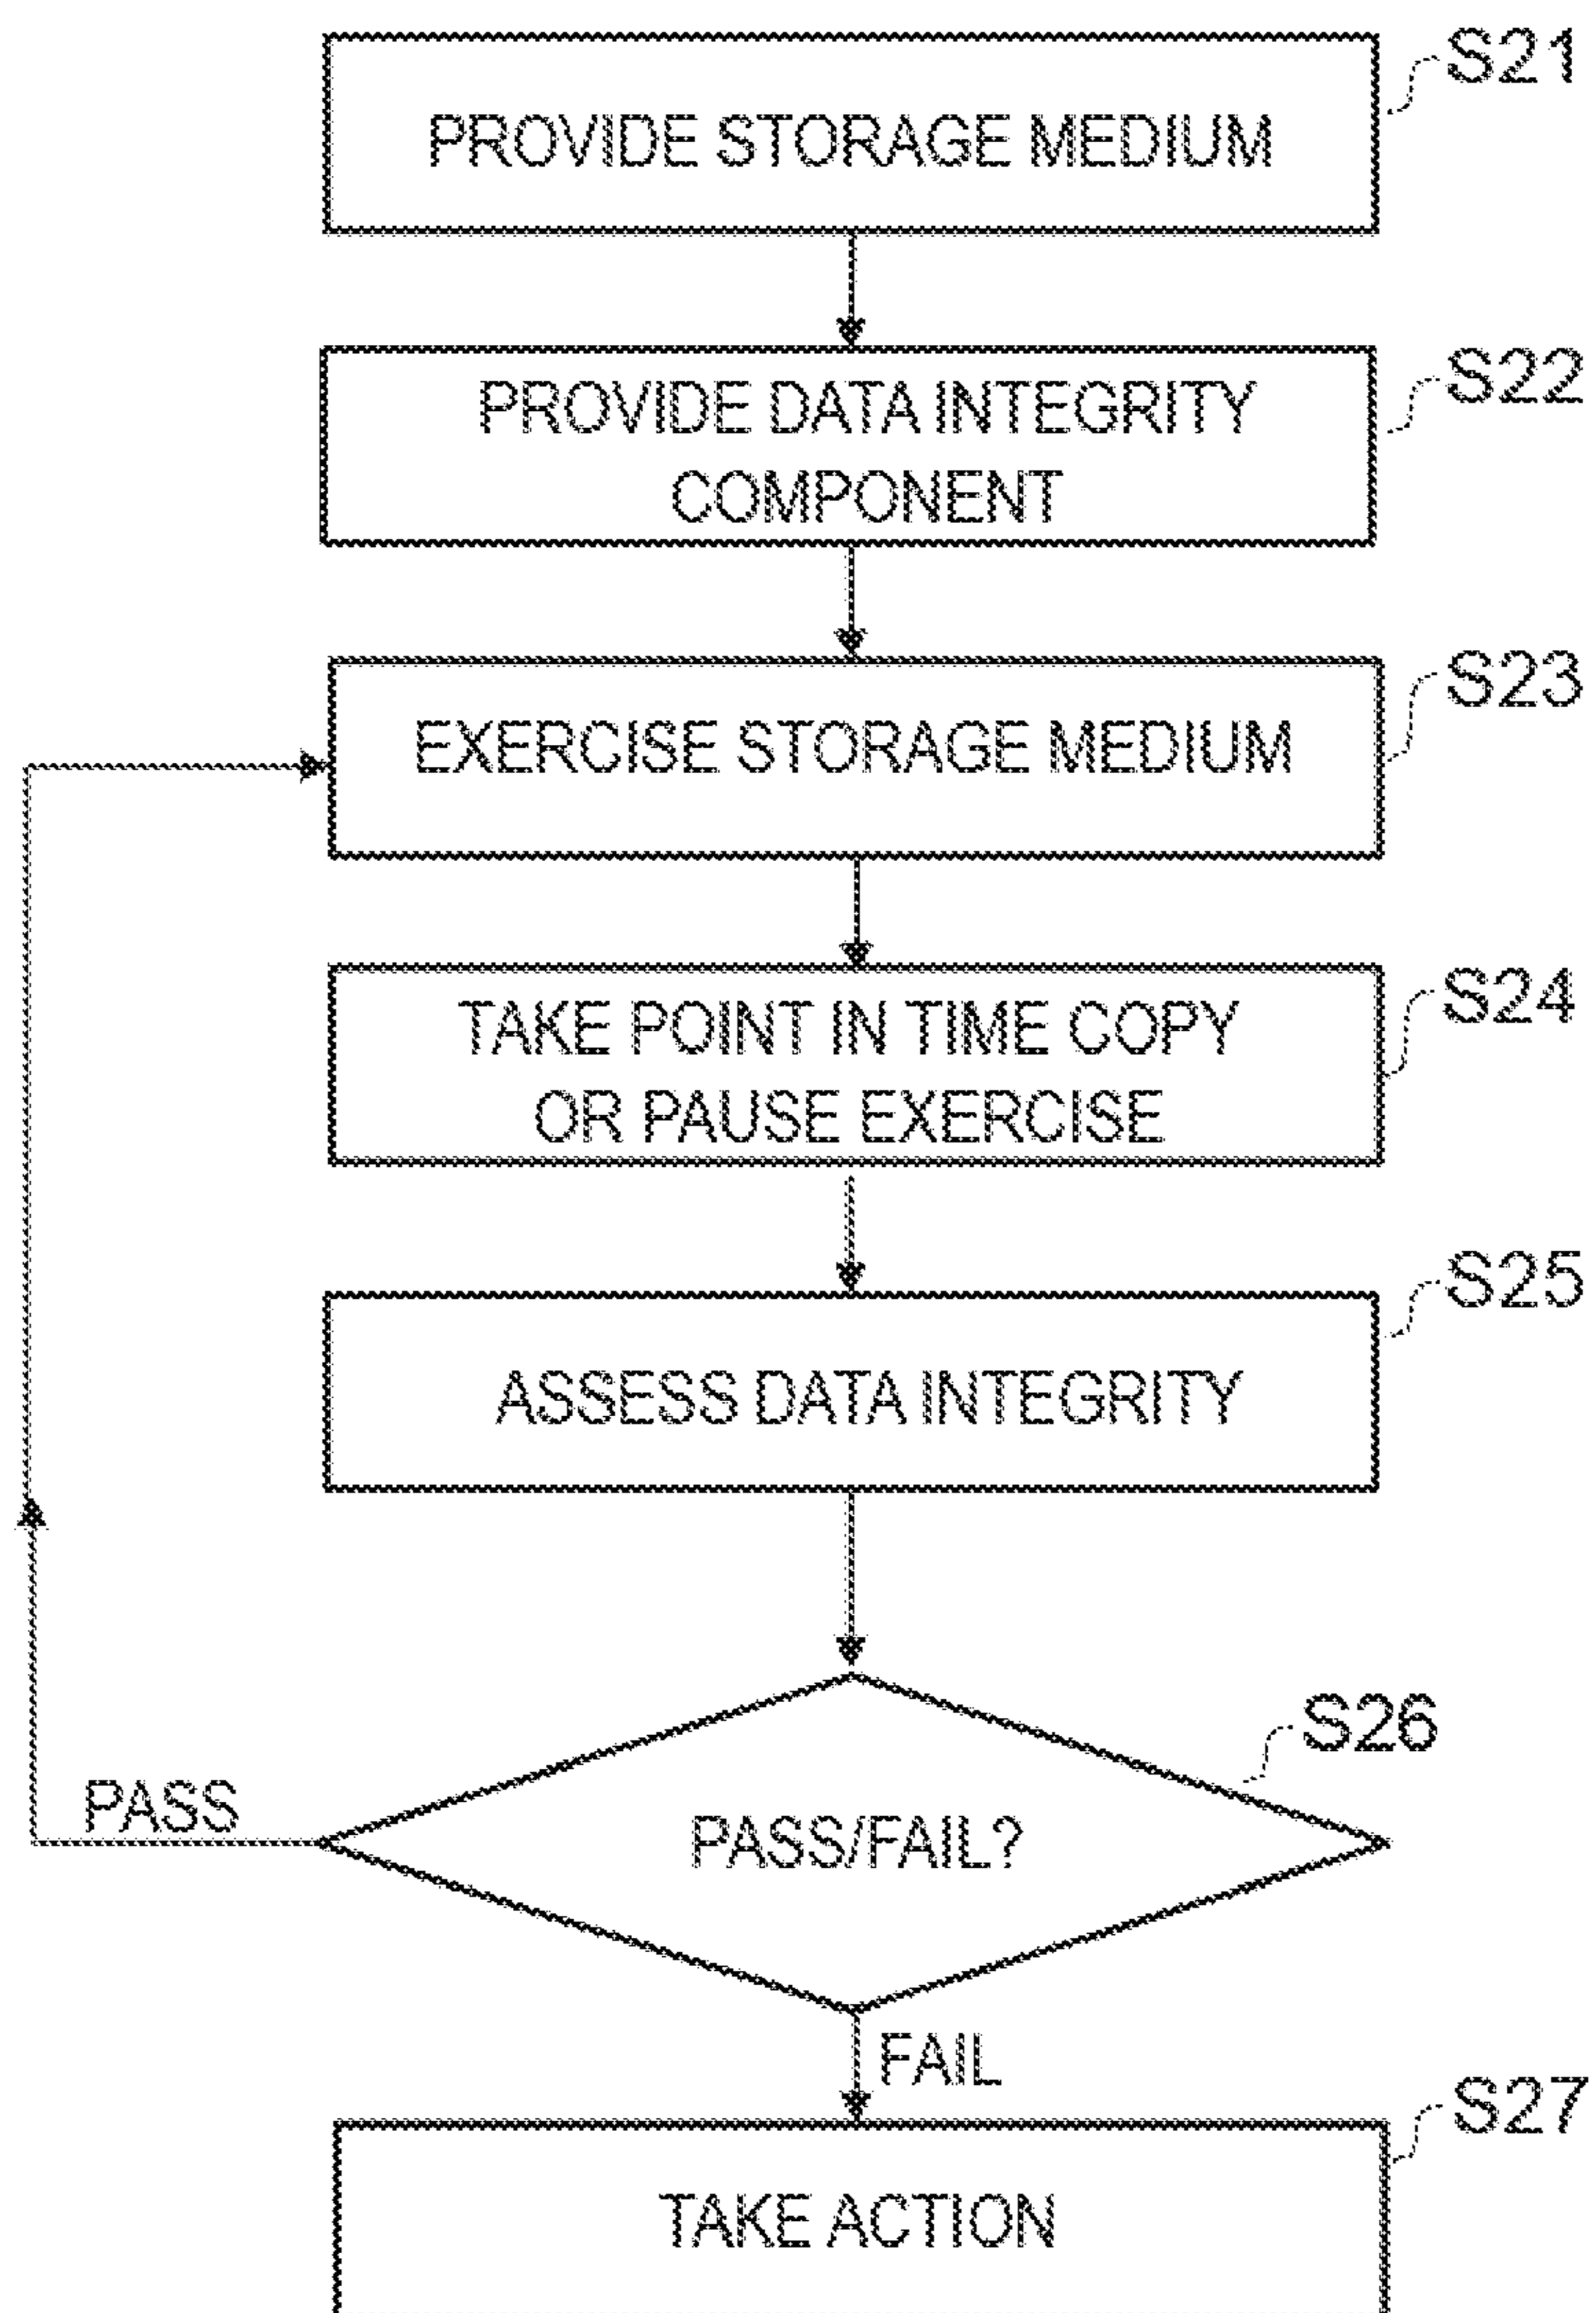 S21
PROVIDE STORAGE MEDIUM
S22
PROVIDE DATA INTEGRITY
COMPONENT
S23
EXERCISE STORAGE MEDIUM
S24
TAKE POINT IN TIME COPY
OR PAUSE EXERCISE
S25
ASSESS DATA INTEGRITY
S26
PASS
PASS/FAIL?
FAIL
S27
TAKE ACTION